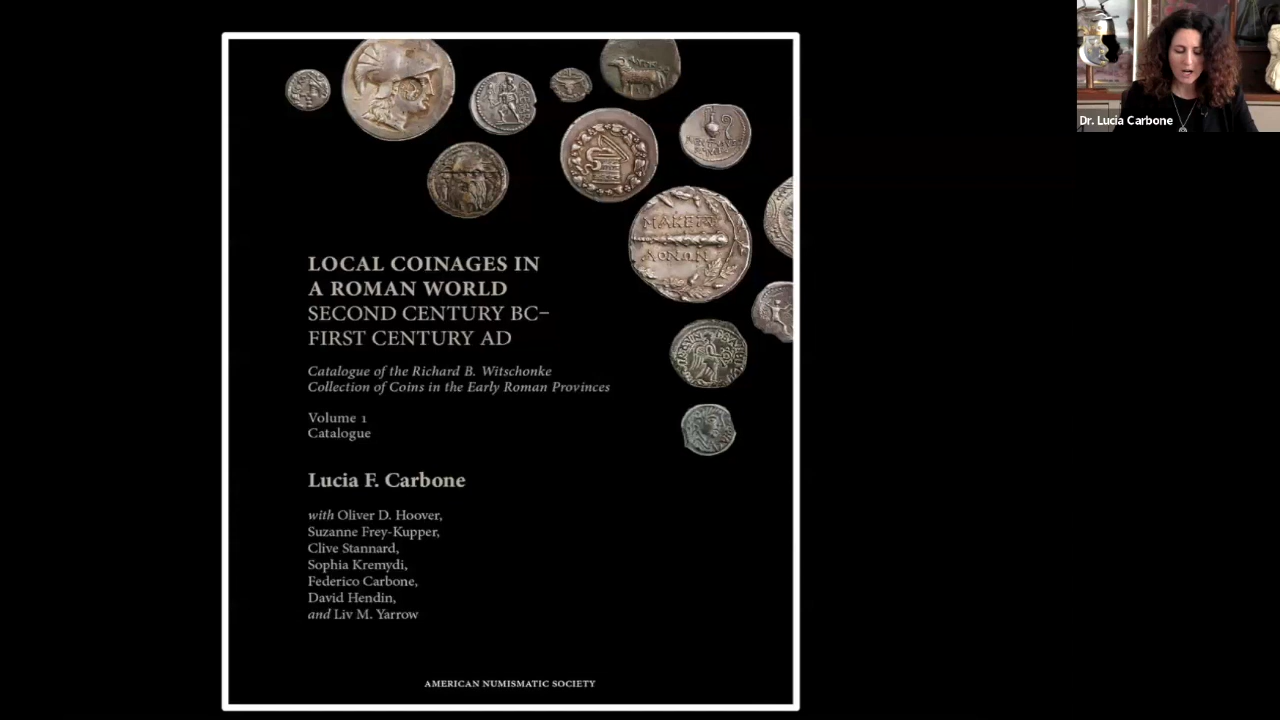 LOCAL COINAGES IN
A ROMAN WORLD
SECOND CENTURY BC–
FIRST CENTURY AD
Catalogue of the Richard B. Witschonke
Collection of Coins in the Early Roman Provinces
Volume 1
Catalogue
Lucia F. Carbone
with Oliver D. Hoover,
Suzanne Frey-Kupper,
Clive Stannard,
Sophia Kremydi,
Federico Carbone,
David Hendin,
and Liv M. Yarrow
AMERICAN NUMISMATIC SOCIETY
ΔΟΝΩΝ
Dr. Lucia Carbone